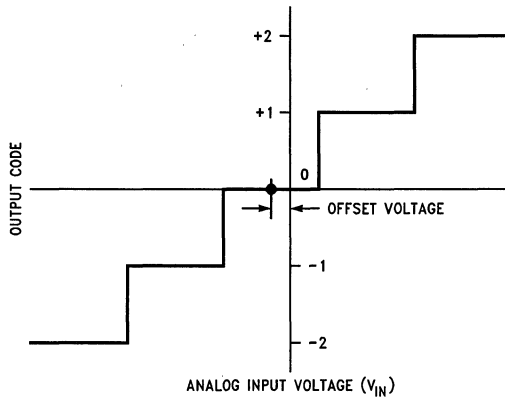 +2
+1
0
OFFSET VOLTAGE
OUTPUT CODE
-1
-2
ANALOG INPUT VOLTAGE (VIN)